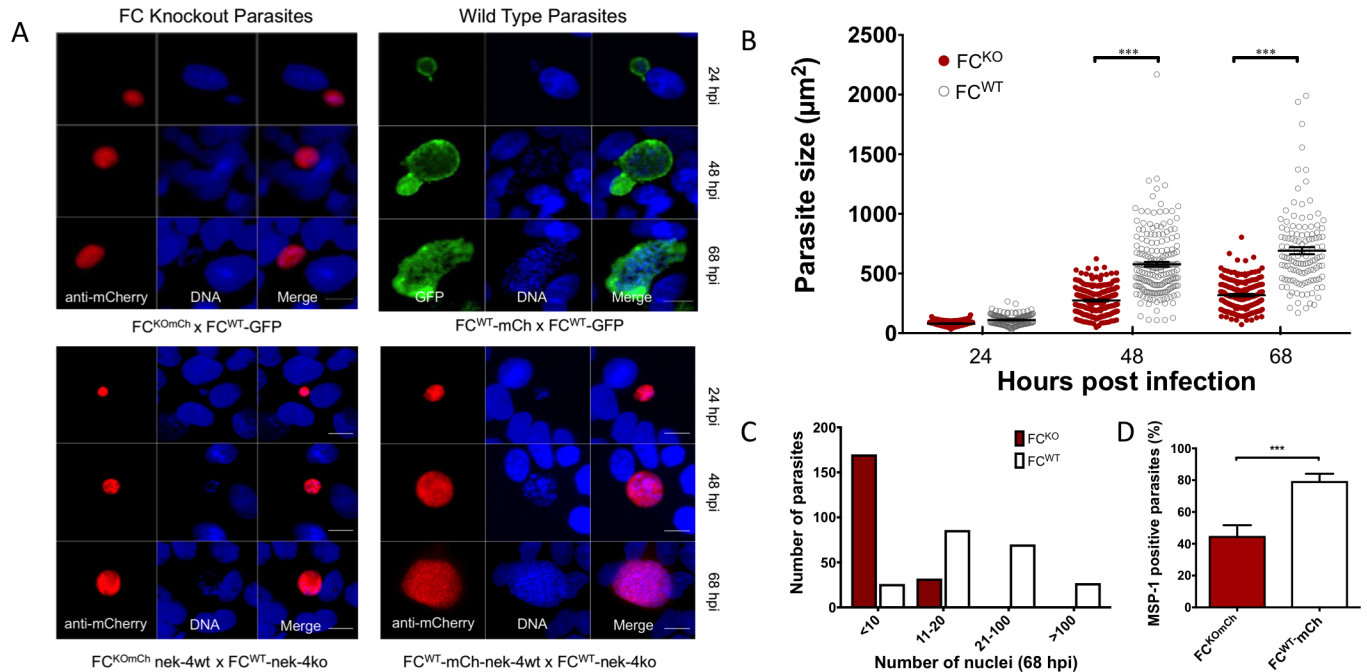 A
FC Knockout Parasites
Wild Type Parasites
24 hpi
48 hpi
68 hpi
anti-mCherry
DNA
Merge
GFP
DNA
Merge
FC^KOmCh x FC^WT-GFP
FC^WT-mCh x FC^WT-GFP
24 hpi
48 hpi
68 hpi
anti-mCherry
DNA
Merge
anti-mCherry
DNA
Merge
FC^KOmCh nek-4wt x FC^WT-nek-4ko
FC^WT-mCh-nek-4wt x FC^WT-nek-4ko
B
Parasite size (µm²)
2500
2000
1500
1000
500
0
FC^KO
FC^WT
***
***
24
48
68
Hours post infection
C
Number of parasites
200
150
100
50
0
FC^KO
FC^WT
<10
11-20
21-100
>100
Number of nuclei (68 hpi)
D
MSP-1 positive parasites (%)
100
80
60
40
20
0
***
FC^KOmCh
FC^WT-mCh